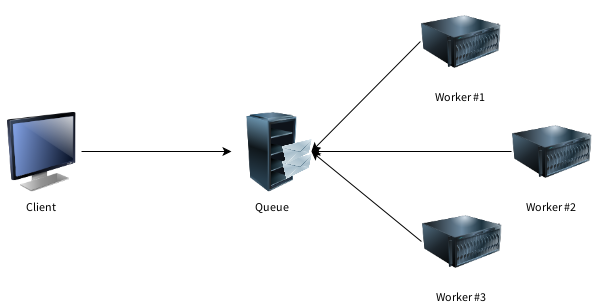 Worker #1
Client
Queue
Worker #2
Worker #3